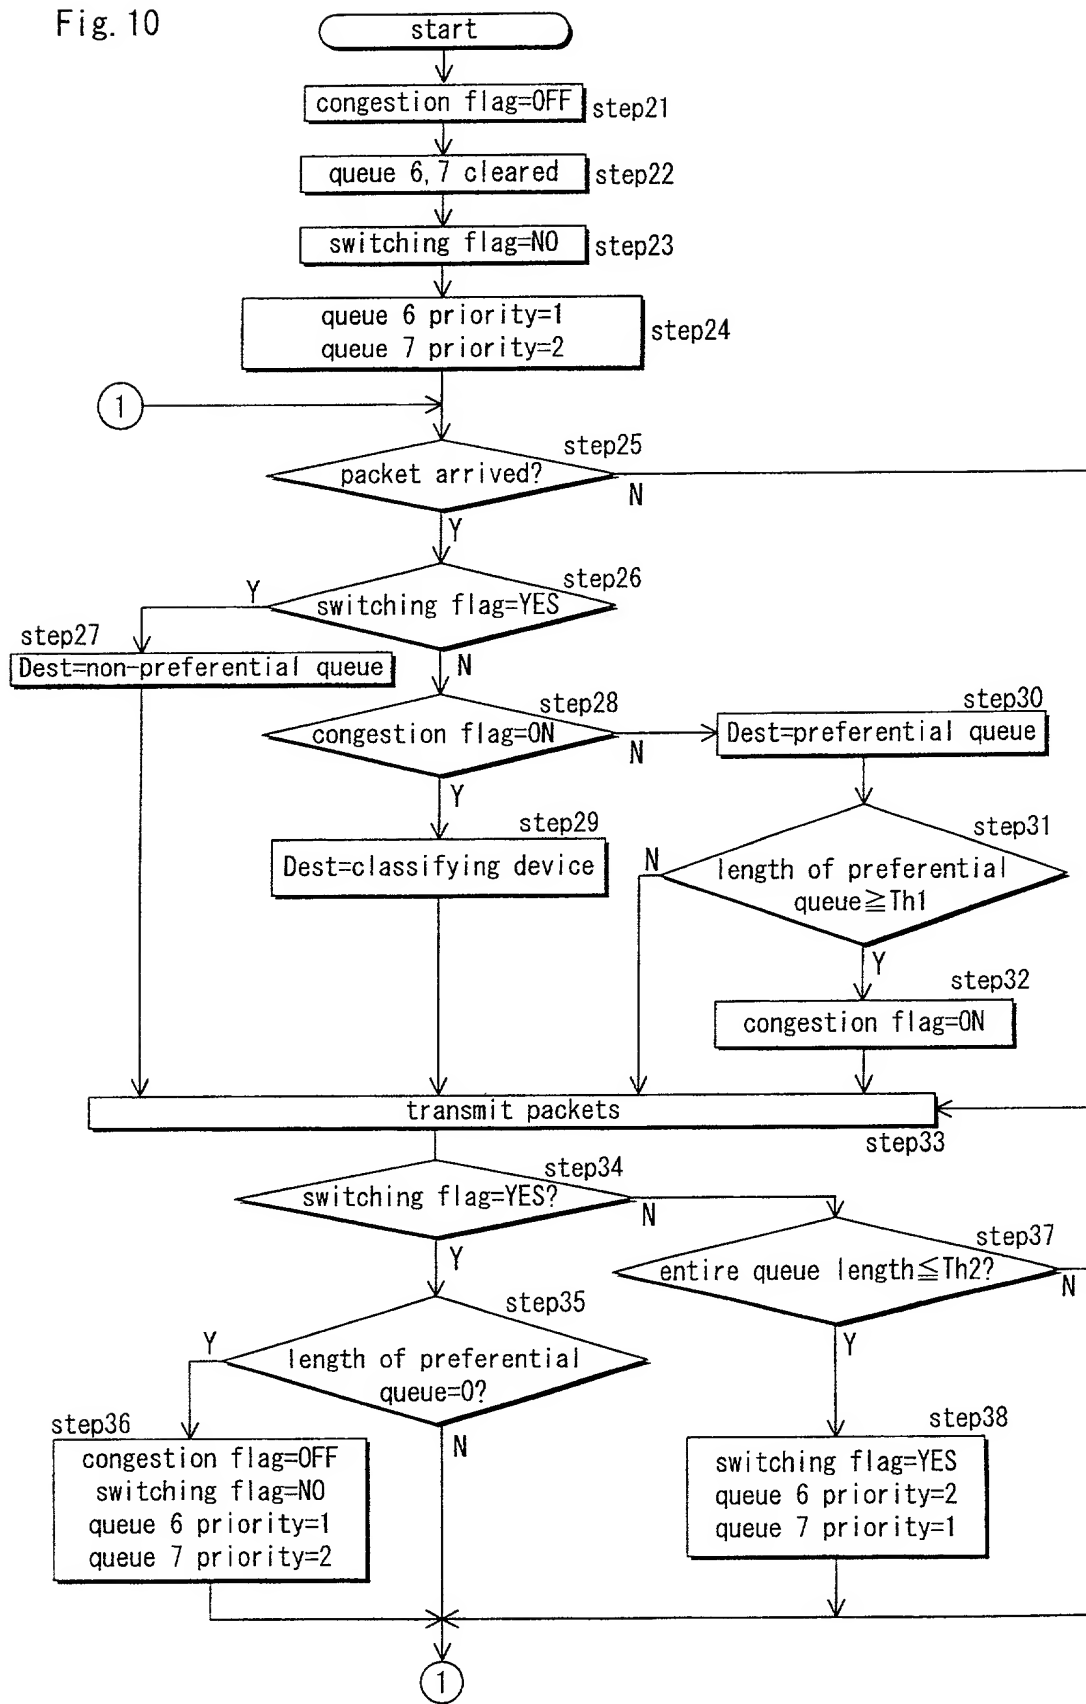 Fig. 10
start
congestion flag=OFF
step21
queue 6,7 cleared
step22
switching flag=NO
step23
queue 6 priority=1
queue 7 priority=2
step24
1
step25
packet arrived?
N
Y
step26
switching flag=YES
Y
N
step27
Dest=non-preferential queue
step28
congestion flag=ON
N
Y
step30
Dest=preferential queue
step29
Dest=classifying device
step31
length of preferential
queue≧Th1
N
Y
step32
congestion flag=ON
transmit packets
step33
step34
switching flag=YES?
N
Y
step37
entire queue length≦Th2?
N
Y
step35
length of preferential
queue=0?
Y
N
step36
congestion flag=OFF
switching flag=NO
queue 6 priority=1
queue 7 priority=2
step38
switching flag=YES
queue 6 priority=2
queue 7 priority=1
1